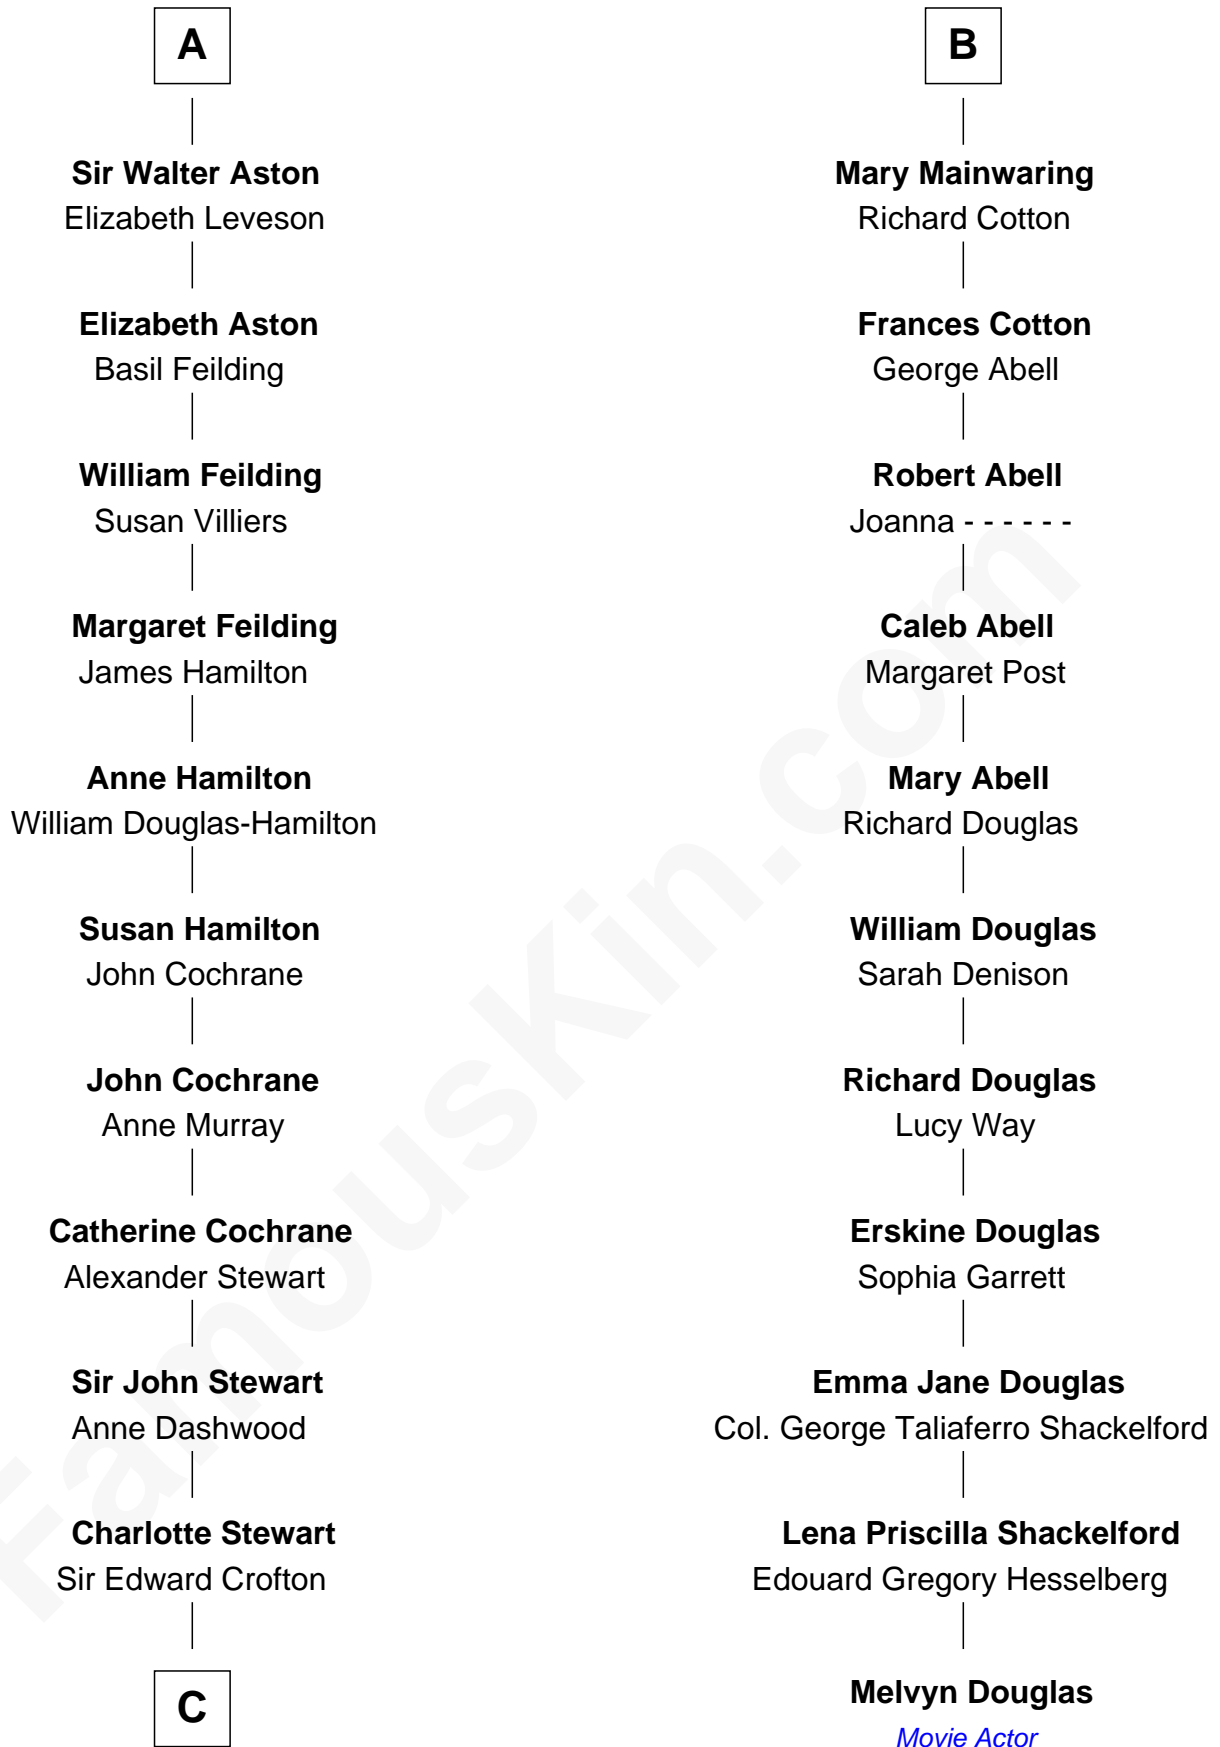 A
Sir Walter Aston
Elizabeth Leveson
Elizabeth Aston
Basil Feilding
William Feilding
Susan Villiers
Margaret Feilding
James Hamilton
Anne Hamilton
William Douglas-Hamilton
Susan Hamilton
John Cochrane
John Cochrane
Anne Murray
Catherine Cochrane
Alexander Stewart
Sir John Stewart
Anne Dashwood
Charlotte Stewart
Sir Edward Crofton
C
B
Mary Mainwaring
Richard Cotton
Frances Cotton
George Abell
Robert Abell
Joanna - - - - - -
Caleb Abell
Margaret Post
Mary Abell
Richard Douglas
William Douglas
Sarah Denison
Richard Douglas
Lucy Way
Erskine Douglas
Sophia Garrett
Emma Jane Douglas
Col. George Taliaferro Shackelford
Lena Priscilla Shackelford
Edouard Gregory Hesselberg
Melvyn Douglas
Movie Actor
FamousKin.com